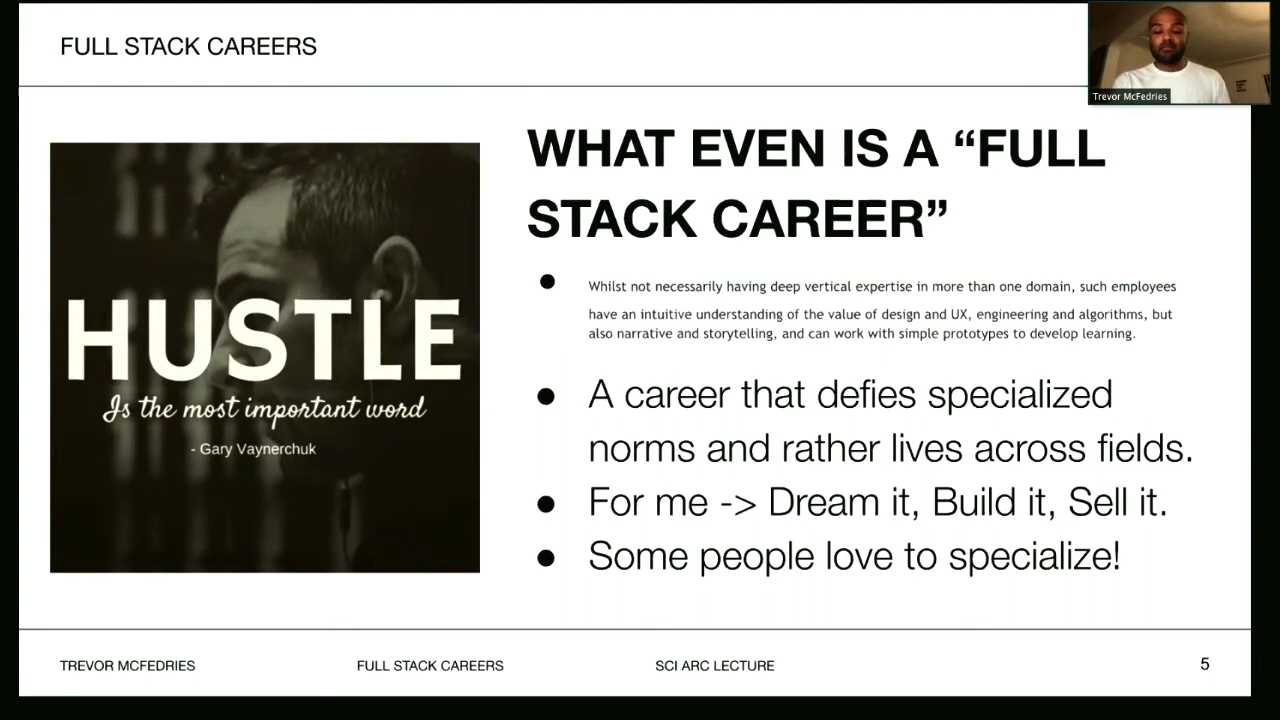 FULL STACK CAREERS
Trevor McFedries
WHAT EVEN IS A “FULL
STACK CAREER”
HUSTLE
Is the most important word
- Gary Vaynerchuk
● Whilst not necessarily having deep vertical expertise in more than one domain, such employees
have an intuitive understanding of the value of design and UX, engineering and algorithms, but
also narrative and storytelling, and can work with simple prototypes to develop learning.
● A career that defies specialized
norms and rather lives across fields.
● For me -> Dream it, Build it, Sell it.
● Some people love to specialize!
TREVOR MCFEDRIES
FULL STACK CAREERS
SCI ARC LECTURE
5